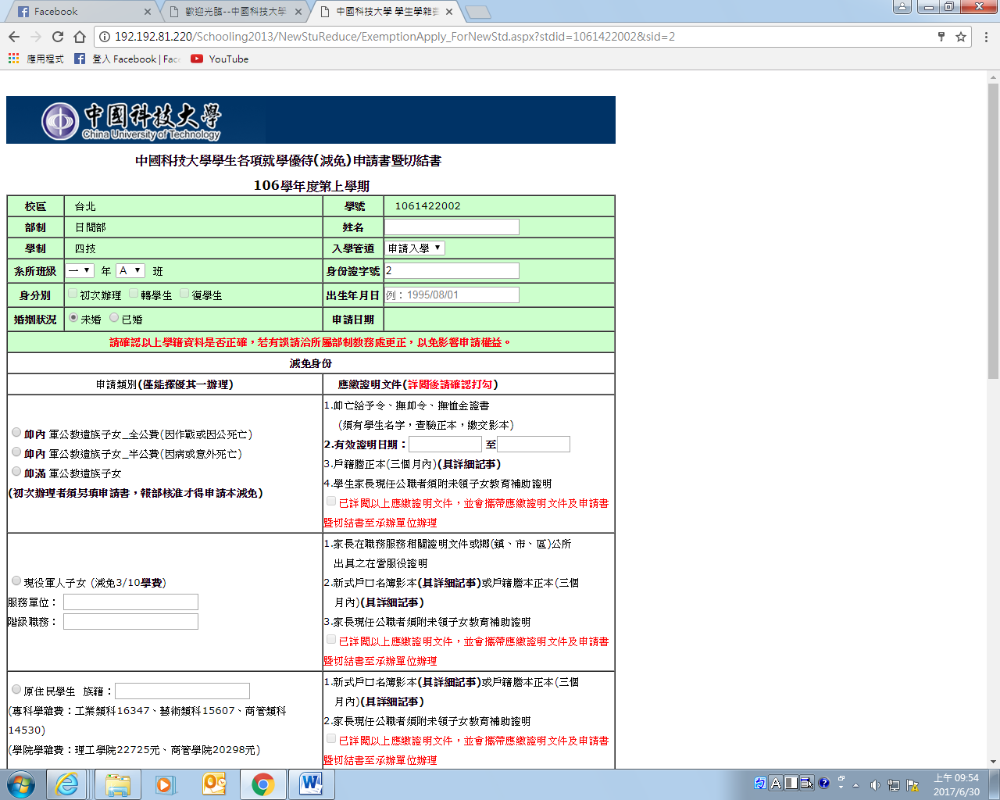 Facebook
歡迎光臨--中國科技大學
中國科技大學 學生學雜費
192.192.81.220/Schooling2013/NewStuReduce/ExemptionApply_ForNewStd.aspx?stdid=1061422002&sid=2
應用程式
登入 Facebook | Face
YouTube
中國科技大學
China University of Technology
中國科技大學學生各項就學優待(減免)申請書暨切結書
106學年度第上學期
校區 台北 學號 1061422002
部制 日間部 姓名
學制 四技 入學管道 申請入學
系所班級 一 年 A 班 身份證字號 2
身分別 初次辦理 轉學生 復學生 出生年月日 例：1995/08/01
婚姻狀況 未婚 已婚 申請日期
請確認以上學籍資料是否正確，若有誤請洽所屬部制教務處更正，以免影響申請權益。
減免身份
申請類別(僅能擇優其一辦理) 應繳證明文件(詳閱後請確認打勾)
卹內 軍公教遺族子女_全公費(因作戰或因公死亡)
卹內 軍公教遺族子女_半公費(因病或意外死亡)
卹滿 軍公教遺族子女
(初次辦理者須另填申請書，報部核准才得申請本減免)
1.卹亡給予令、撫卹令、撫恤金證書
(須有學生名字，查驗正本，繳交影本)
2.有效證明日期： 至
3.戶籍謄正本(三個月內)(具詳細記事)
4.學生家長現任公職者須附未領子女教育補助證明
已詳閱以上應繳證明文件，並會攜帶應繳證明文件及申請書
暨切結書至承辦單位辦理
現役軍人子女 (減免3/10學費)
服務單位：
階級職務：
1.家長在職務服務相關證明文件或鄉(鎮、市、區)公所
出具之在營服役證明
2.新式戶口名簿影本(具詳細記事)或戶籍謄本正本(三個
月內)(具詳細記事)
3.家長現任公職者須附未領子女教育補助證明
已詳閱以上應繳證明文件，並會攜帶應繳證明文件及申請書
暨切結書至承辦單位辦理
原住民學生 族籍：
(專科學雜費：工業類科16347、藝術類科15607、商管類科
14530)
(學院學雜費：理工學院22725元、商管學院20298元)
1.新式戶口名簿影本(具詳細記事)或戶籍謄本正本(三個
月內)(具詳細記事)
2.家長現任公職者須附未領子女教育補助證明
已詳閱以上應繳證明文件，並會攜帶應繳證明文件及申請書
暨切結書至承辦單位辦理
上午 09:54
2017/6/30